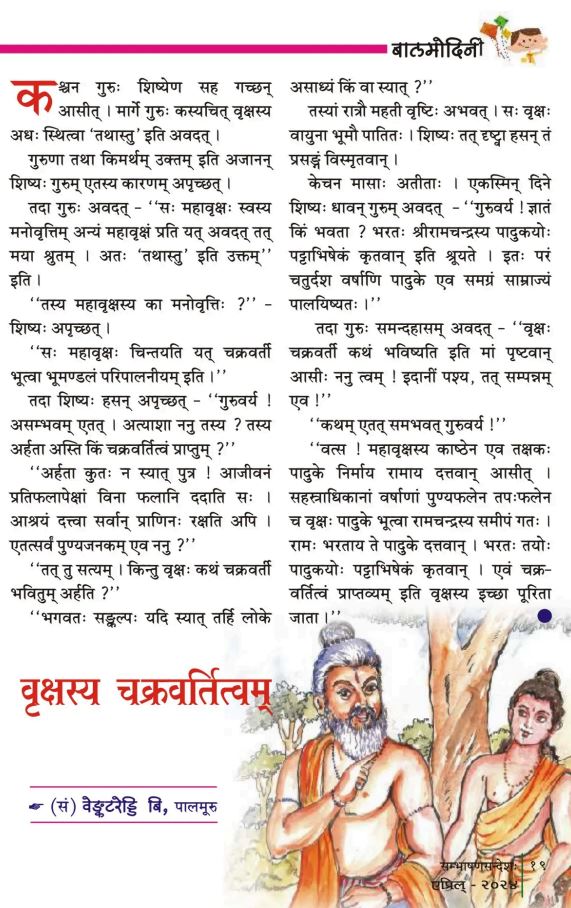 बालमोदिनी
कश्चन गुरुः शिष्येण सह गच्छन्
आसीत् । मार्गे गुरुः कस्यचित् वृक्षस्य
अधः स्थित्वा ‘तथास्तु’ इति अवदत् ।
गुरुणा तथा किमर्थम् उक्तम् इति अजानन्
शिष्यः गुरुम् एतस्य कारणम् अपृच्छत् ।
तदा गुरुः अवदत् – ‘‘सः महावृक्षः स्वस्य
मनोवृत्तिम् अन्यं महावृक्षं प्रति यत् अवदत् तत्
मया श्रुतम् । अतः ‘तथास्तु’ इति उक्तम्’’
इति ।
‘‘तस्य महावृक्षस्य का मनोवृत्तिः ?’’ –
शिष्यः अपृच्छत् ।
‘‘सः महावृक्षः चिन्तयति यत् चक्रवर्ती
भूत्वा भूमण्डलं परिपालनीयम् इति ।’’
तदा शिष्यः हसन् अपृच्छत् – ‘‘गुरुवर्य !
असम्भवम् एतत् । अत्याशा ननु तस्य ? तस्य
अर्हता अस्ति किं चक्रवर्तित्वं प्राप्तुम् ?’’
‘‘अर्हता कुतः न स्यात् पुत्र ! आजीवनं
प्रतिफलापेक्षां विना फलानि ददाति सः ।
आश्रयं दत्त्वा सर्वान् प्राणिनः रक्षति अपि ।
एतत्सर्वं पुण्यजनकम् एव ननु ?’’
‘‘तत् तु सत्यम् । किन्तु वृक्षः कथं चक्रवर्ती
भवितुम् अर्हति ?’’
‘‘भगवतः सङ्कल्पः यदि स्यात् तर्हि लोके
असाध्यं किं वा स्यात् ?’’
तस्यां रात्रौ महती वृष्टिः अभवत् । सः वृक्षः
वायुना भूमौ पातितः । शिष्यः तत् दृष्ट्वा हसन् तं
प्रसङ्गं विस्मृतवान् ।
केचन मासाः अतीताः । एकस्मिन् दिने
शिष्यः धावन् गुरुम् अवदत् – ‘‘गुरुवर्य ! ज्ञातं
किं भवता ? भरतः श्रीरामचन्द्रस्य पादुकयोः
पट्टाभिषेकं कृतवान् इति श्रूयते । इतः परं
चतुर्दश वर्षाणि पादुके एव समग्रं साम्राज्यं
पालयिष्यतः ।’’
तदा गुरुः समन्दहासम् अवदत् – ‘‘वृक्षः
चक्रवर्ती कथं भविष्यति इति मां पृष्टवान्
आसीः ननु त्वम् ! इदानीं पश्य, तत् सम्पन्नम्
एव !’’
‘‘कथम् एतत् समभवत् गुरुवर्य !’’
‘‘वत्स ! महावृक्षस्य काष्ठेन एव तक्षकः
पादुके निर्माय रामाय दत्तवान् आसीत् ।
सहस्राधिकानां वर्षाणां पुण्यफलेन तपःफलेन
च वृक्षः पादुके भूत्वा रामचन्द्रस्य समीपं गतः ।
रामः भरताय ते पादुके दत्तवान् । भरतः तयोः
पादुकयोः पट्टाभिषेकं कृतवान् । एवं चक्र–
वर्तित्वं प्राप्तव्यम् इति वृक्षस्य इच्छा पूरिता
जाता ।’’
वृक्षस्य चक्रवर्तित्वम्
☛ (सं) वेङ्कटरेड्डि बि, पालमूरु
सम्भाषणसन्देशः १९
एप्रिल् - २०२४